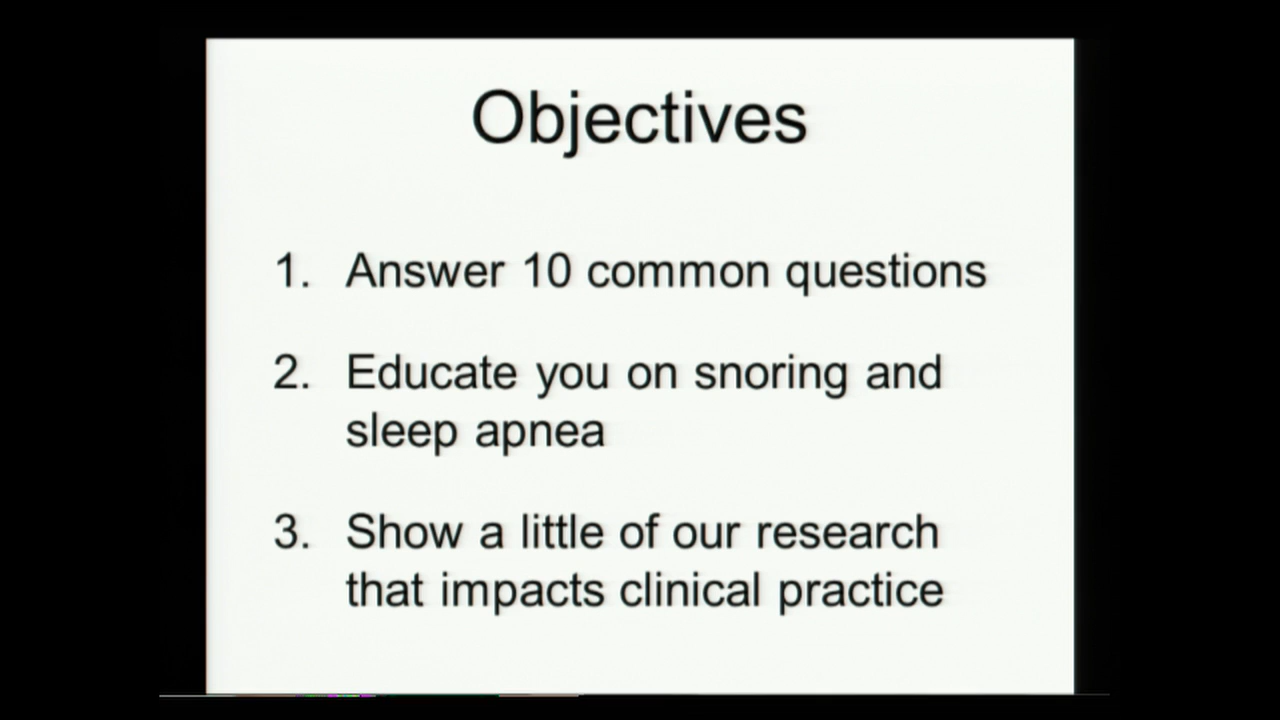 Objectives
1. Answer 10 common questions
2. Educate you on snoring and
sleep apnea
3. Show a little of our research
that impacts clinical practice